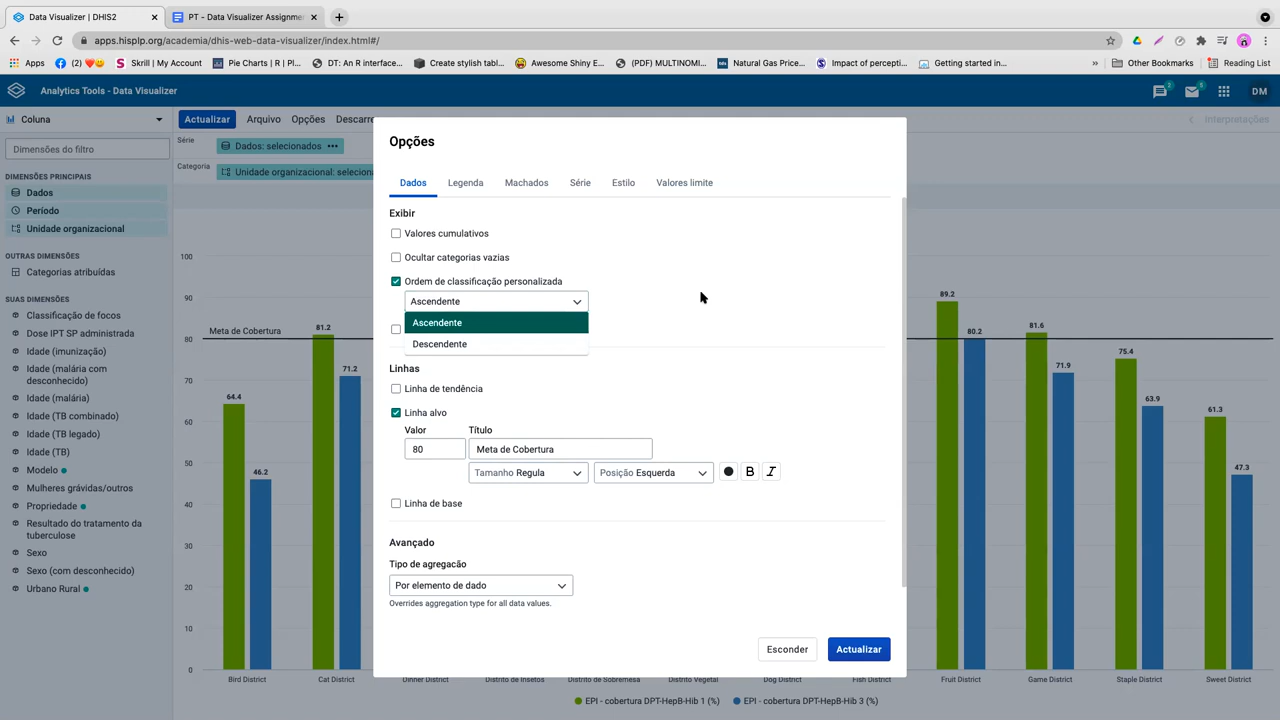 Data Visualizer | DHIS2
PT - Data Visualizer Assignme
apps.hisplp.org/academia/dhis-web-data-visualizer/index.html#/
Apps
(2)
Skrill | My Account
Pie Charts | R | Pl...
DT: An R interface...
Create stylish tabl...
Awesome Shiny E...
(PDF) MULTINOMI...
Natural Gas Price...
Impact of percepti...
Getting started in...
»
Other Bookmarks
Reading List
Analytics Tools - Data Visualizer
2
2
DM
Coluna
Actualizar
Arquivo
Opções
Descarre
Interpretações
Dimensões do filtro
Série
Dados: selecionados
Categoria
Unidade organizacional: seleciona
DIMENSÕES PRINCIPAIS
Dados
Período
Unidade organizacional
OUTRAS DIMENSÕES
Categorias atribuídas
SUAS DIMENSÕES
Classificação de focos
Dose IPT SP administrada
Idade (imunização)
Idade (malária com
desconhecido)
Idade (malária)
Idade (TB combinado)
Idade (TB legado)
Idade (TB)
Modelo
Mulheres grávidas/outros
Propriedade
Resultado do tratamento da
tuberculose
Sexo
Sexo (com desconhecido)
Urbano Rural
Opções
Dados
Legenda
Machados
Série
Estilo
Valores limite
Exibir
Valores cumulativos
Ocultar categorias vazias
Ordem de classificação personalizada
Ascendente
Ascendente
Descendente
Linhas
Linha de tendência
Linha alvo
Valor
Título
80
Meta de Cobertura
Tamanho Regula
Posição Esquerda
B
I
Linha de base
Avançado
Tipo de agregacão
Por elemento de dado
Overrides aggregation type for all data values.
Esconder
Actualizar
100
90
80
70
60
50
40
30
20
10
0
Meta de Cobertura
64.4
46.2
81.2
71.2
89.2
80.2
81.6
71.9
75.4
63.9
61.3
47.3
Bird District
Cat District
Dinner District
Distrito de Insetos
Distrito de Sobremesa
Distrito Vegetal
Dog District
Fish District
Fruit District
Game District
Staple District
Sweet District
EPI - cobertura DPT-HepB-Hib 1 (%)
EPI - cobertura DPT-HepB-Hib 3 (%)